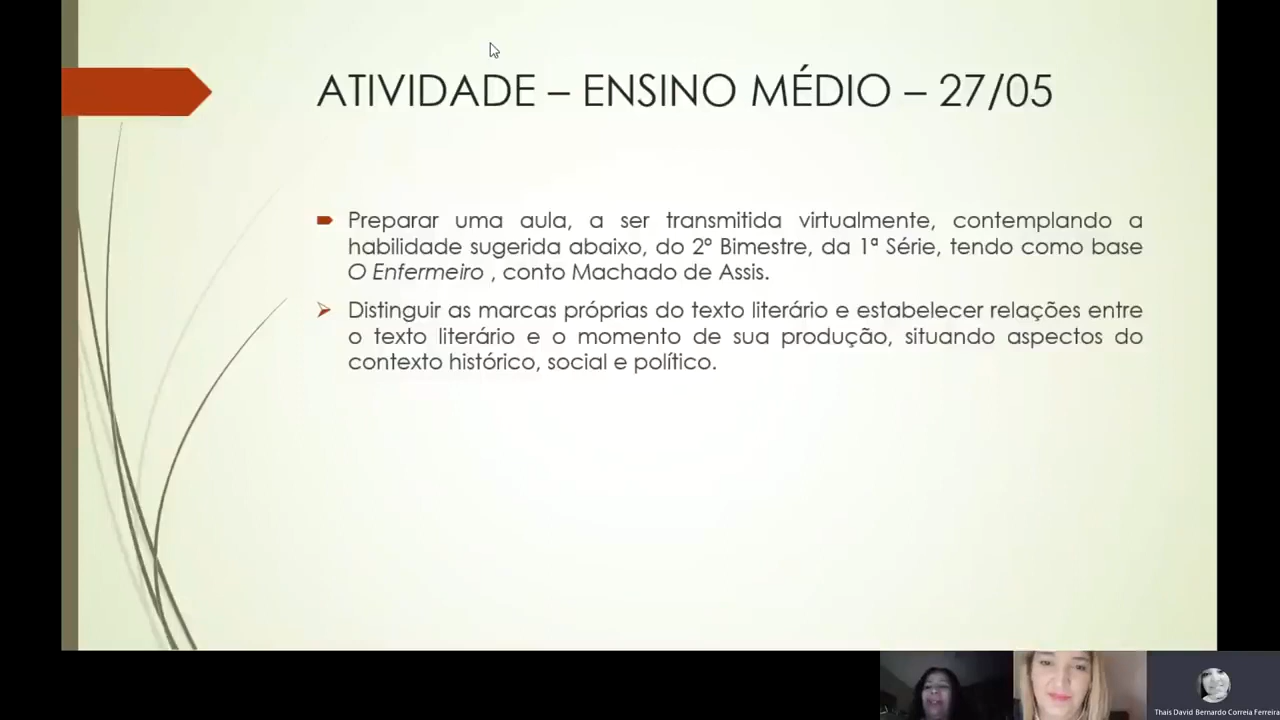 ATIVIDADE – ENSINO MÉDIO – 27/05
Preparar uma aula, a ser transmitida virtualmente, contemplando a
habilidade sugerida abaixo, do 2º Bimestre, da 1ª Série, tendo como base
O Enfermeiro , conto Machado de Assis.
Distinguir as marcas próprias do texto literário e estabelecer relações entre
o texto literário e o momento de sua produção, situando aspectos do
contexto histórico, social e político.
Thais David Bernardo Correia Ferreira